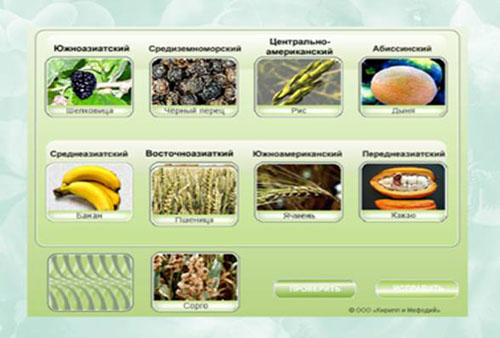 Южноазиатский
Средиземноморский
Центрально-
американский
Абиссинский
Шелковица
Черный перец
Рис
Дыня
Среднеазиатский
Восточноазиаткий
Южноамериканский
Переднеазиатский
Банан
Пшеница
Ячмень
Какао
Сорго
ПРОВЕРИТЬ
ИСПРАВИТЬ
© ООО «Кирилл и Мефодий»